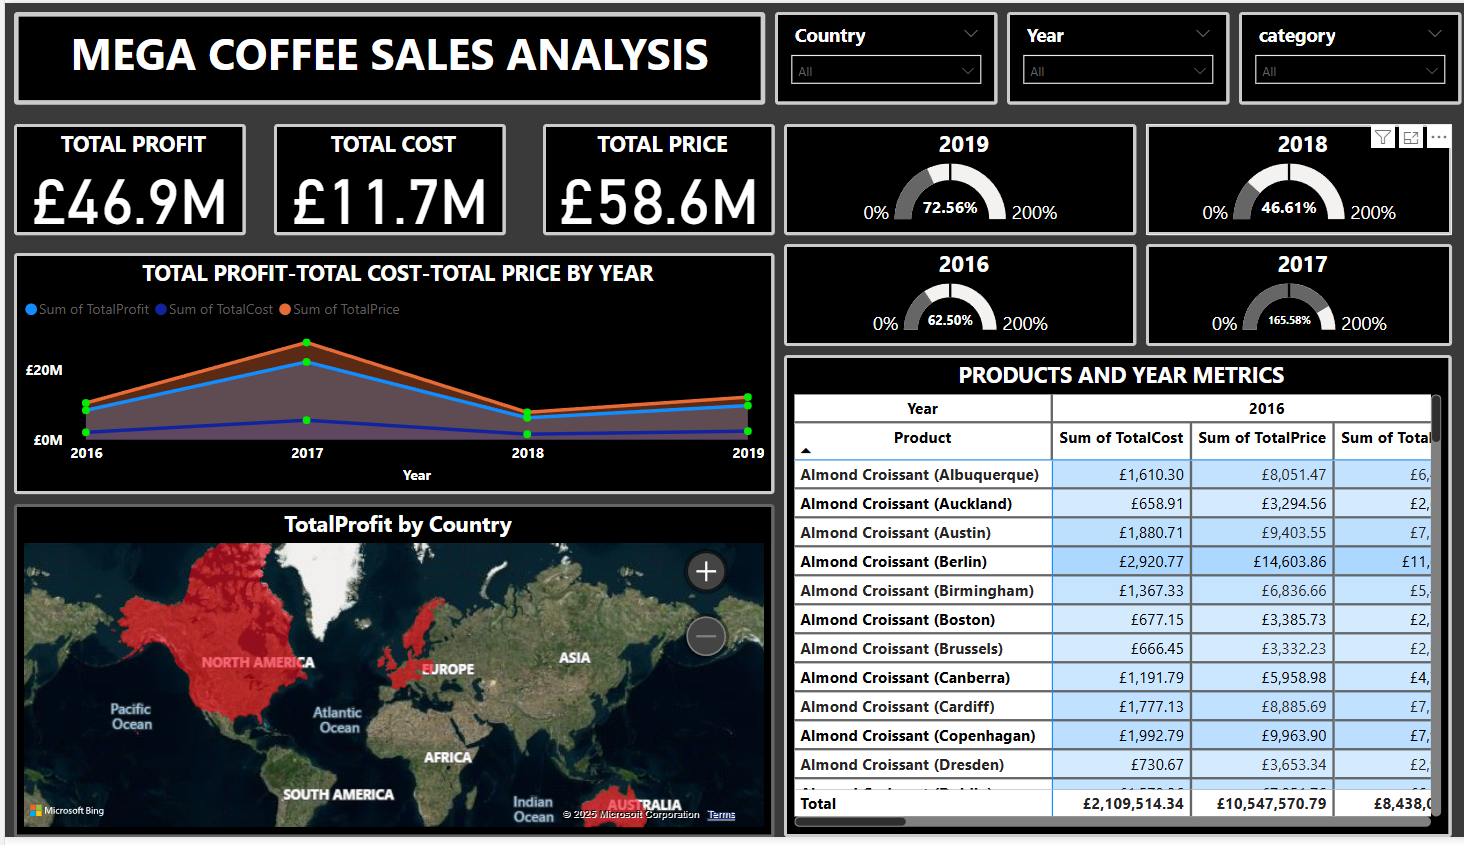 MEGA COFFEE SALES ANALYSIS
Country
All
Year
All
category
All
TOTAL PROFIT
£46.9M
TOTAL COST
£11.7M
TOTAL PRICE
£58.6M
2019
0%
72.56%
200%
2018
0%
46.61%
200%
2016
0%
62.50%
200%
2017
0%
165.58%
200%
TOTAL PROFIT-TOTAL COST-TOTAL PRICE BY YEAR
Sum of TotalProfit Sum of TotalCost Sum of TotalPrice
£20M
£0M
2016 2017 2018 2019
Year
TotalProfit by Country
NORTH AMERICA
EUROPE
ASIA
Pacific
Ocean
Atlantic
Ocean
AFRICA
SOUTH AMERICA
Indian
Ocean
AUSTRALIA
Microsoft Bing
© 2025 Microsoft Corporation Terms
PRODUCTS AND YEAR METRICS
Year 2016
Product Sum of TotalCost Sum of TotalPrice Sum of Total
Almond Croissant (Albuquerque) £1,610.30 £8,051.47 £6,
Almond Croissant (Auckland) £658.91 £3,294.56 £2,
Almond Croissant (Austin) £1,880.71 £9,403.55 £7,
Almond Croissant (Berlin) £2,920.77 £14,603.86 £11,
Almond Croissant (Birmingham) £1,367.33 £6,836.66 £5,
Almond Croissant (Boston) £677.15 £3,385.73 £2,
Almond Croissant (Brussels) £666.45 £3,332.23 £2,
Almond Croissant (Canberra) £1,191.79 £5,958.98 £4,
Almond Croissant (Cardiff) £1,777.13 £8,885.69 £7,
Almond Croissant (Copenhagan) £1,992.79 £9,963.90 £7,
Almond Croissant (Dresden) £730.67 £3,653.34 £2,
Total £2,109,514.34 £10,547,570.79 £8,438,0